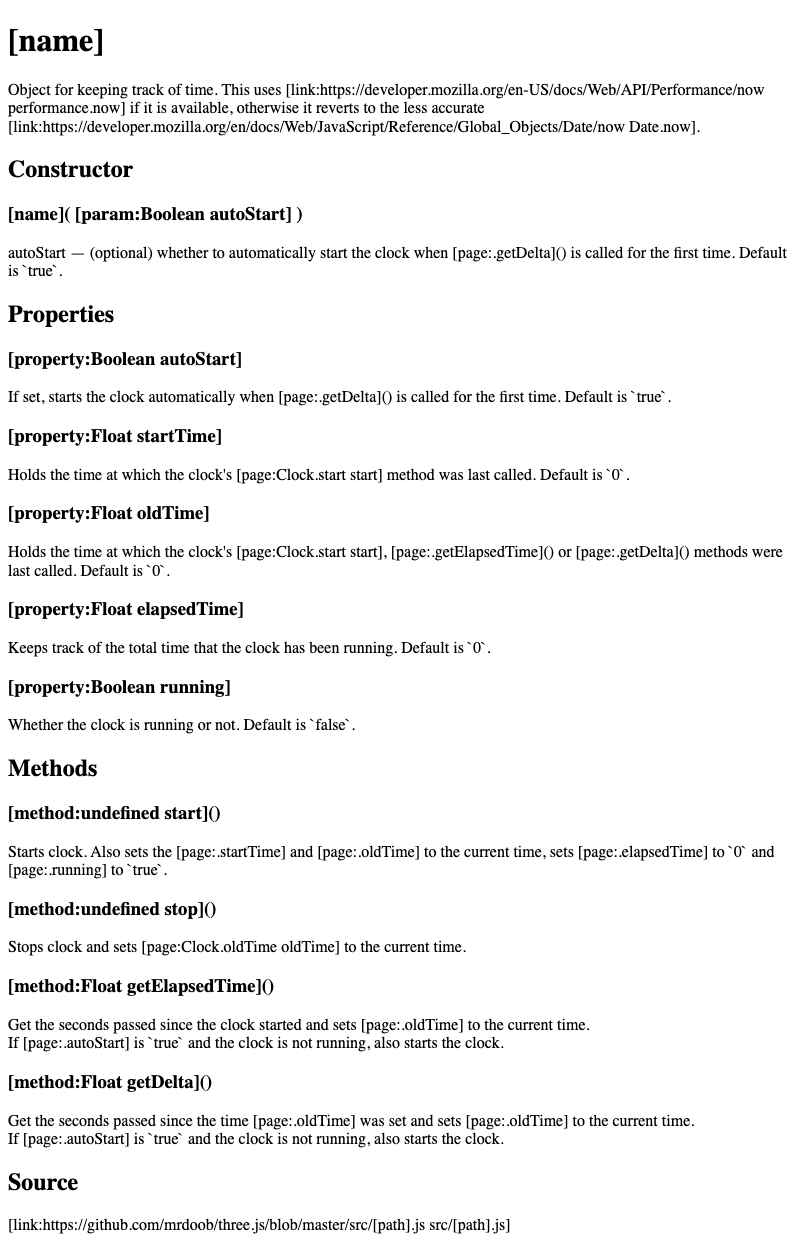 [name]
Object for keeping track of time. This uses [link:https://developer.mozilla.org/en-US/docs/Web/API/Performance/now
performance.now] if it is available, otherwise it reverts to the less accurate
[link:https://developer.mozilla.org/en/docs/Web/JavaScript/Reference/Global_Objects/Date/now Date.now].
Constructor
[name]( [param:Boolean autoStart] )
autoStart — (optional) whether to automatically start the clock when [page:.getDelta]() is called for the first time. Default
is `true`.
Properties
[property:Boolean autoStart]
If set, starts the clock automatically when [page:.getDelta]() is called for the first time. Default is `true`.
[property:Float startTime]
Holds the time at which the clock's [page:Clock.start start] method was last called. Default is `0`.
[property:Float oldTime]
Holds the time at which the clock's [page:Clock.start start], [page:.getElapsedTime]() or [page:.getDelta]() methods were
last called. Default is `0`.
[property:Float elapsedTime]
Keeps track of the total time that the clock has been running. Default is `0`.
[property:Boolean running]
Whether the clock is running or not. Default is `false`.
Methods
[method:undefined start]()
Starts clock. Also sets the [page:.startTime] and [page:.oldTime] to the current time, sets [page:.elapsedTime] to `0` and
[page:.running] to `true`.
[method:undefined stop]()
Stops clock and sets [page:Clock.oldTime oldTime] to the current time.
[method:Float getElapsedTime]()
Get the seconds passed since the clock started and sets [page:.oldTime] to the current time.
If [page:.autoStart] is `true` and the clock is not running, also starts the clock.
[method:Float getDelta]()
Get the seconds passed since the time [page:.oldTime] was set and sets [page:.oldTime] to the current time.
If [page:.autoStart] is `true` and the clock is not running, also starts the clock.
Source
[link:https://github.com/mrdoob/three.js/blob/master/src/[path].js src/[path].js]